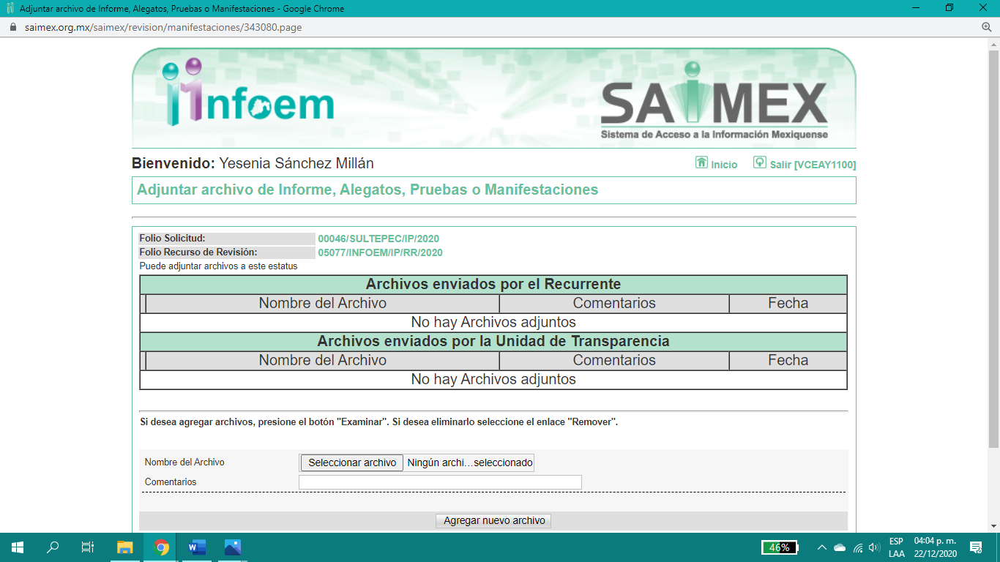 Adjuntar archivo de Informe, Alegatos, Pruebas o Manifestaciones - Google Chrome
saimex.org.mx/saimex/revision/manifestaciones/343080.page
infoem
SAIMEX
Sistema de Acceso a la Información Mexiquense
Bienvenido: Yesenia Sánchez Millán
Inicio Salir [VCEAY1100]
Adjuntar archivo de Informe, Alegatos, Pruebas o Manifestaciones
Folio Solicitud: 00046/SULTEPEC/IP/2020
Folio Recurso de Revisión: 05077/INFOEM/IP/RR/2020
Puede adjuntar archivos a este estatus
Archivos enviados por el Recurrente
Nombre del Archivo Comentarios Fecha
No hay Archivos adjuntos
Archivos enviados por la Unidad de Transparencia
Nombre del Archivo Comentarios Fecha
No hay Archivos adjuntos
Si desea agregar archivos, presione el botón "Examinar". Si desea eliminarlo seleccione el enlace "Remover".
Nombre del Archivo Seleccionar archivo Ningún archi...seleccionado
Comentarios
Agregar nuevo archivo
46% ESP 04:04 p. m.
LAA 22/12/2020